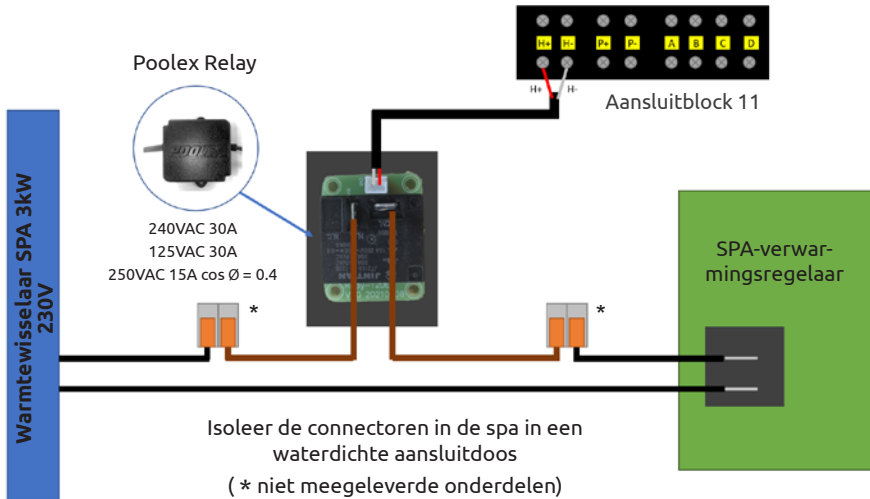 H+ H- P+ P- A B C D
H+ H-
Aansluitblock 11
Poolex Relay
240VAC 30A
125VAC 30A
250VAC 15A cos Ø = 0.4
Warmtewisselaar SPA 3kW
230V
SPA-verwar-
mingsregelaar
*
*
Isoleer de connectoren in de spa in een
waterdichte aansluitdoos
( * niet meegeleverde onderdelen)